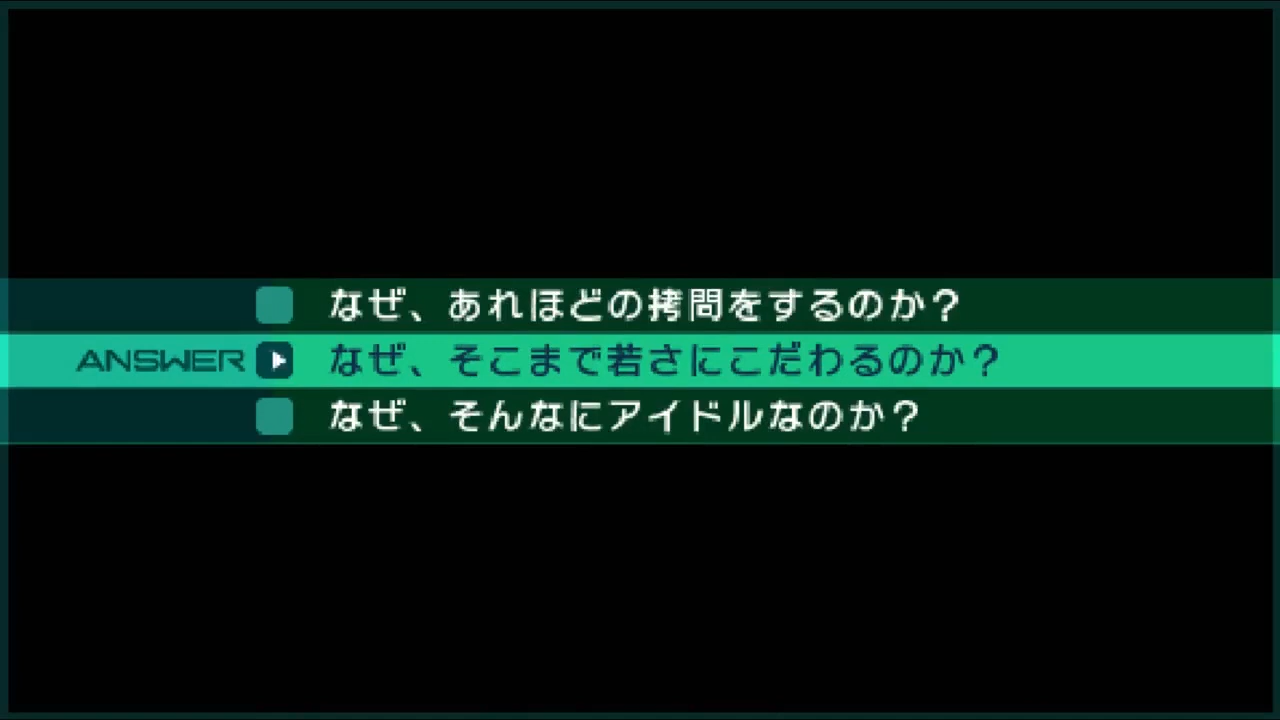 なぜ、あれほどの拷問をするのか？
ANSWER なぜ、そこまで若さにこだわるのか？
なぜ、そんなにアイドルなのか？